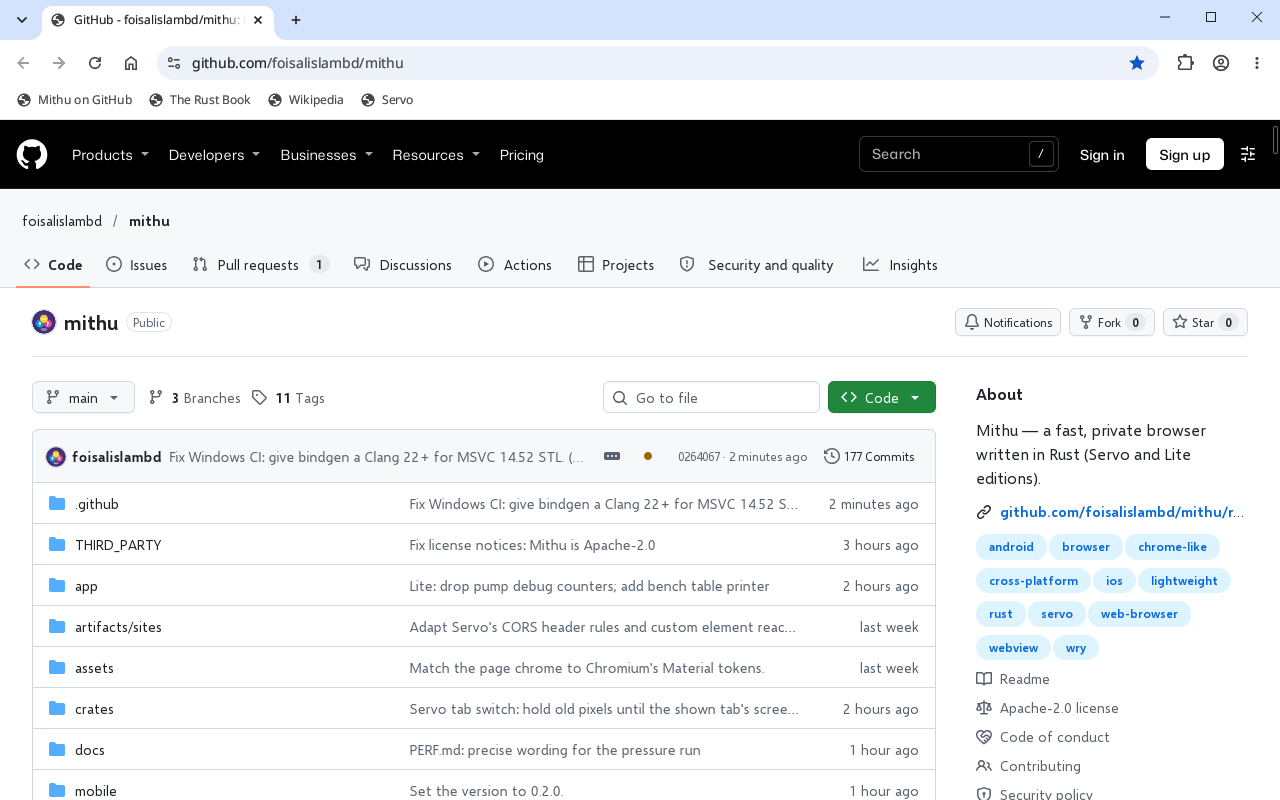 GitHub - foisalislambd/mithu:
github.com/foisalislambd/mithu
Mithu on GitHub The Rust Book Wikipedia Servo
Products Developers Businesses Resources Pricing Search / Sign in Sign up
foisalislambd / mithu
Code Issues Pull requests 1 Discussions Actions Projects Security and quality Insights
mithu Public Notifications Fork 0 Star 0
main 3 Branches 11 Tags Go to file Code
foisalislambd Fix Windows CI: give bindgen a Clang 22+ for MSVC 14.52 STL. (... 0264067 · 2 minutes ago 177 Commits
.github Fix Windows CI: give bindgen a Clang 22+ for MSVC 14.52 S... 2 minutes ago
THIRD_PARTY Fix license notices: Mithu is Apache-2.0 3 hours ago
app Lite: drop pump debug counters; add bench table printer 2 hours ago
artifacts/sites Adapt Servo's CORS header rules and custom element reac... last week
assets Match the page chrome to Chromium's Material tokens. last week
crates Servo tab switch: hold old pixels until the shown tab's scree... 2 hours ago
docs PERF.md: precise wording for the pressure run 1 hour ago
mobile Set the version to 0.2.0. 1 hour ago
About
Mithu — a fast, private browser
written in Rust (Servo and Lite
editions).
github.com/foisalislambd/mithu/r...
android browser chrome-like
cross-platform ios lightweight
rust servo web-browser
webview wry
Readme
Apache-2.0 license
Code of conduct
Contributing
Security policy